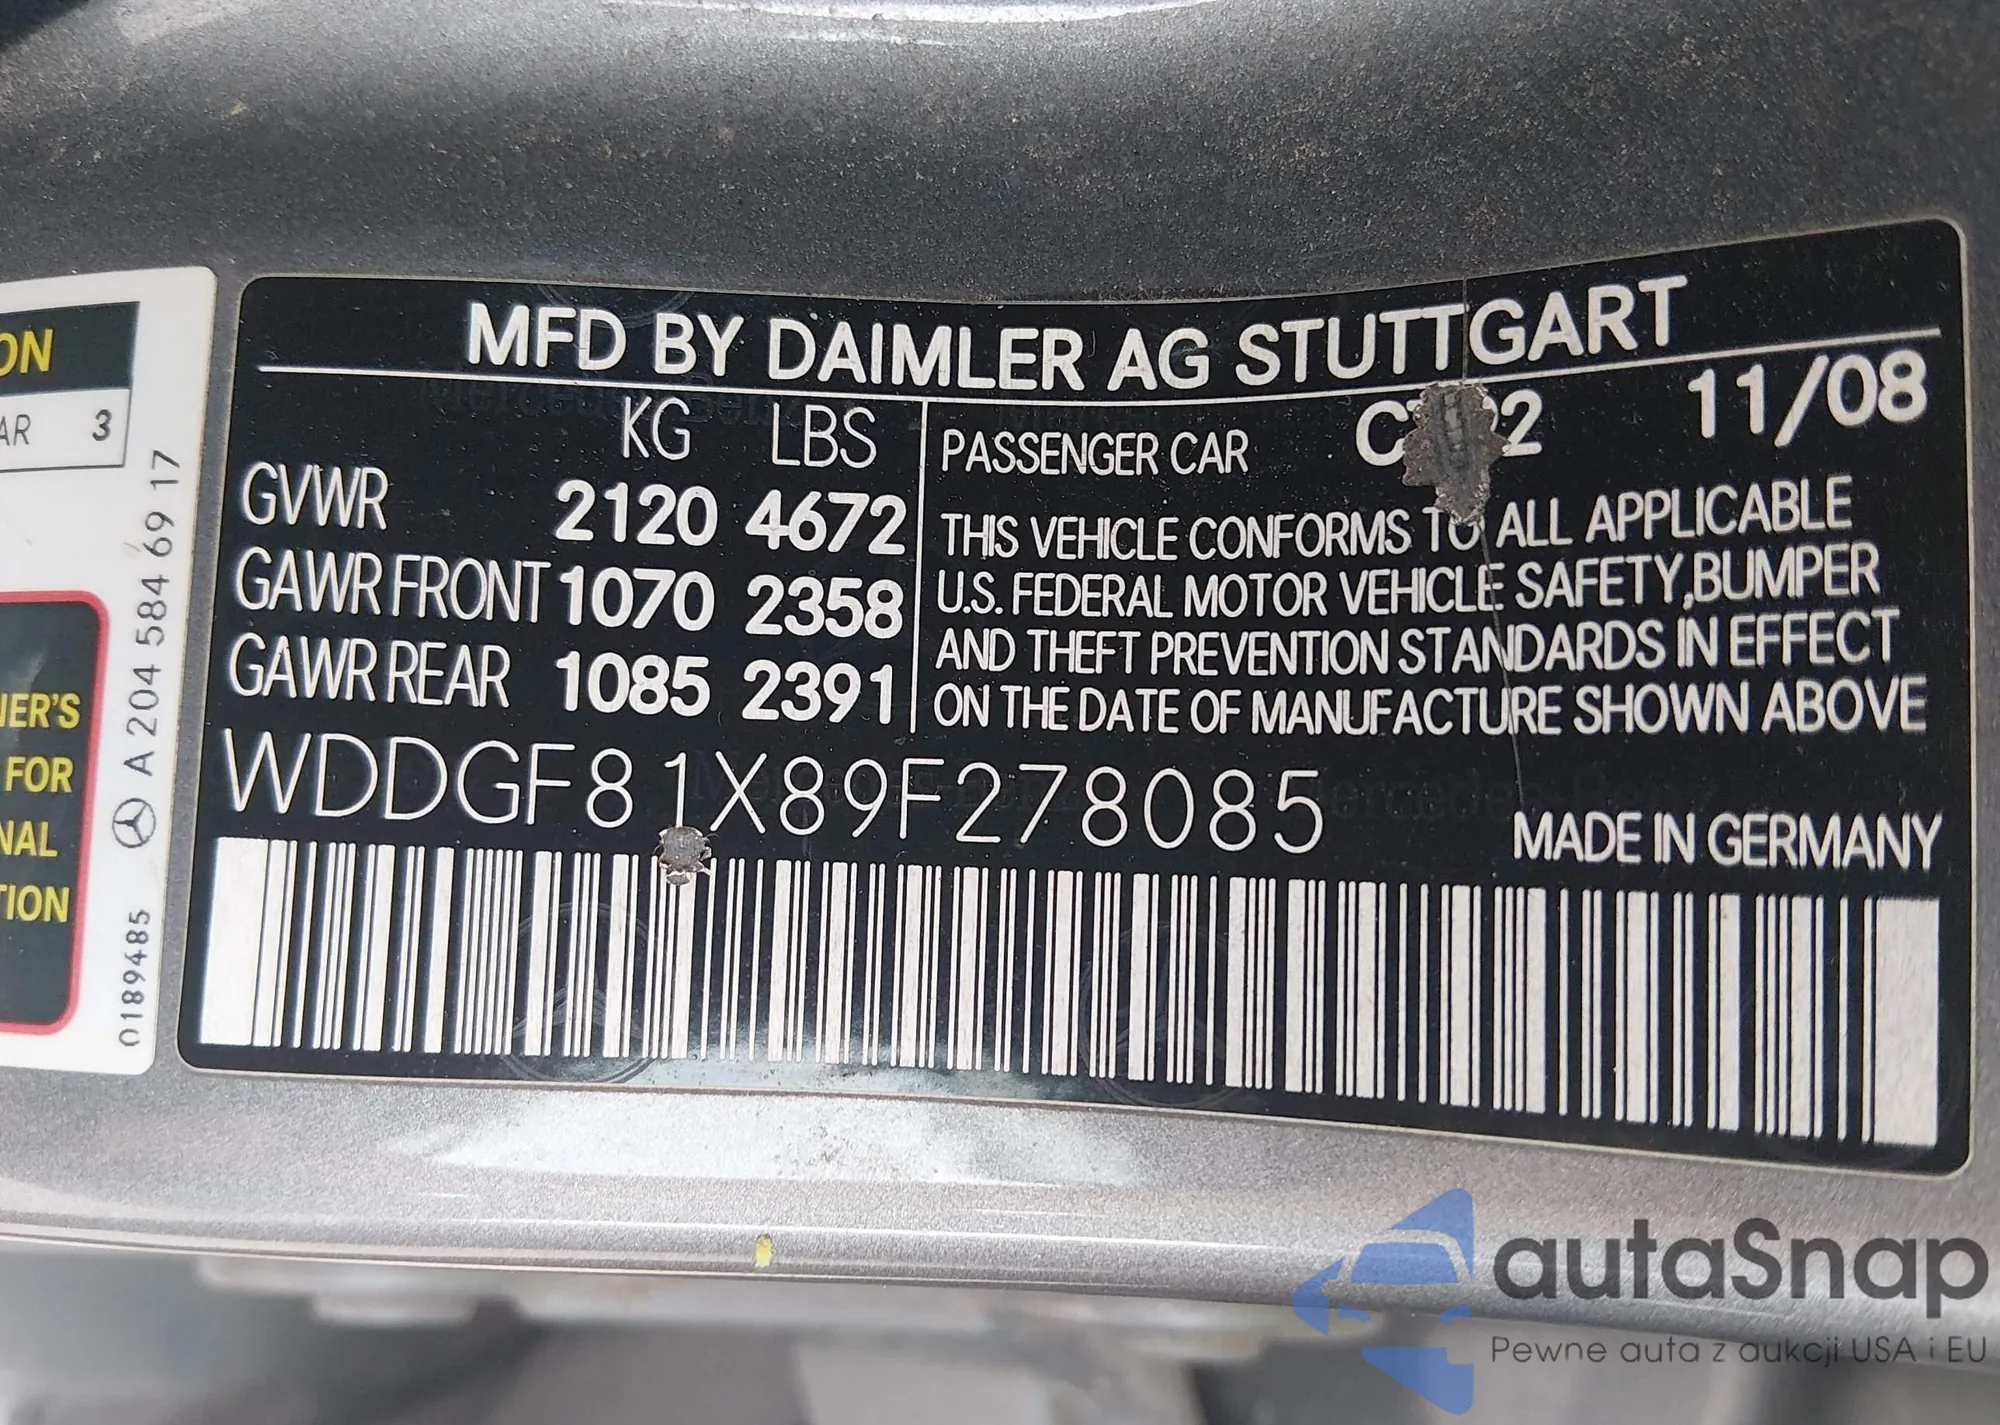 ON
AR 3
NER'S
FOR
NAL
TION
A 204 584 69 17
0189485
MFD BY DAIMLER AG STUTTGART
KG LBS
GVWR 2120 4672
GAWR FRONT 1070 2358
GAWR REAR 1085 2391
PASSENGER CAR 11/08
THIS VEHICLE CONFORMS TO ALL APPLICABLE
U.S. FEDERAL MOTOR VEHICLE SAFETY,BUMPER
AND THEFT PREVENTION STANDARDS IN EFFECT
ON THE DATE OF MANUFACTURE SHOWN ABOVE
WDDGF81X89F278085
MADE IN GERMANY
autaSnap
Pewne auta z aukcji USA i EU